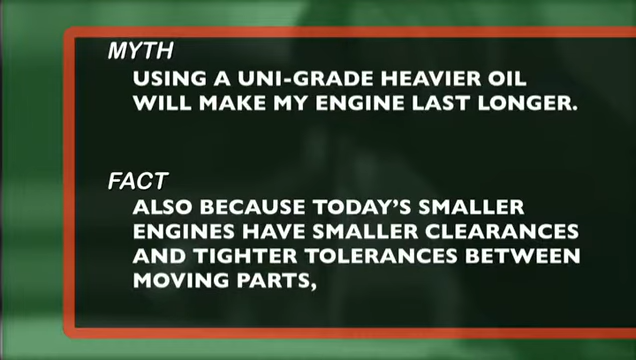 MYTH
USING A UNI-GRADE HEAVIER OIL
WILL MAKE MY ENGINE LAST LONGER.
FACT
ALSO BECAUSE TODAY'S SMALLER
ENGINES HAVE SMALLER CLEARANCES
AND TIGHTER TOLERANCES BETWEEN
MOVING PARTS,